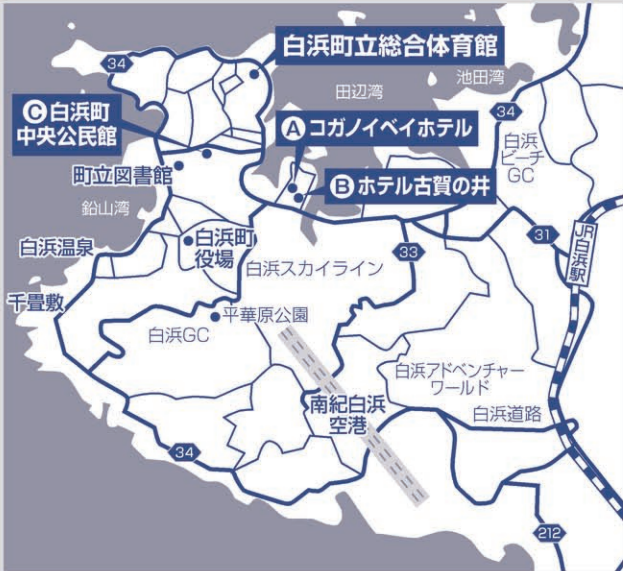 34
白浜町立総合体育館
田辺湾
池田湾
34
Ⓒ白浜町
中央公民館
Ⓐコガノイベイホテル
白浜
ビーチ
GC
町立図書館
Ⓑホテル古賀の井
鉛山湾
白浜町
役場
31
JR
白浜駅
白浜温泉
白浜スカイライン
33
千畳敷
平華原公園
白浜GC
白浜アドベンチャー
ワールド
南紀白浜
空港
白浜道路
34
212